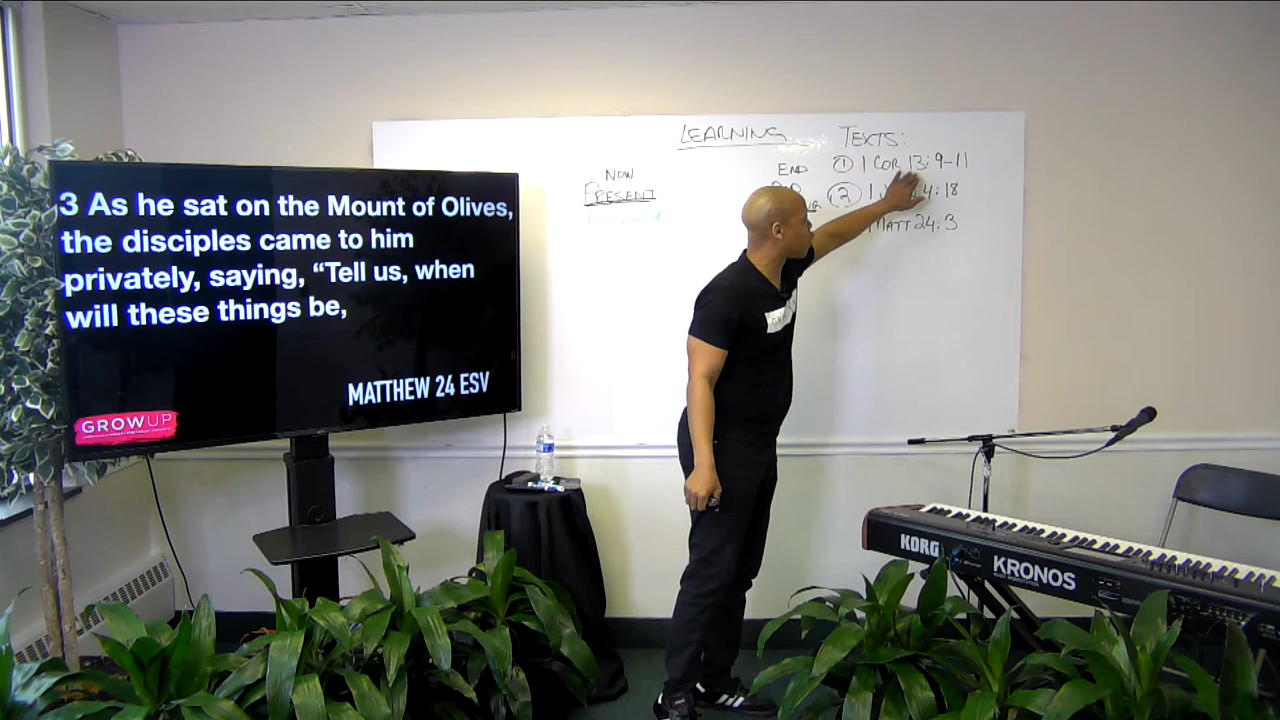 3 As he sat on the Mount of Olives,
the disciples came to him
privately, saying, “Tell us, when
will these things be,
MATTHEW 24 ESV
GROWUP
LEARNING
TEXTS:
NOW
PRESENT
END
① 1 COR 13:9-11
② 1 4:18
MATT 24:3
KORG
KRONOS